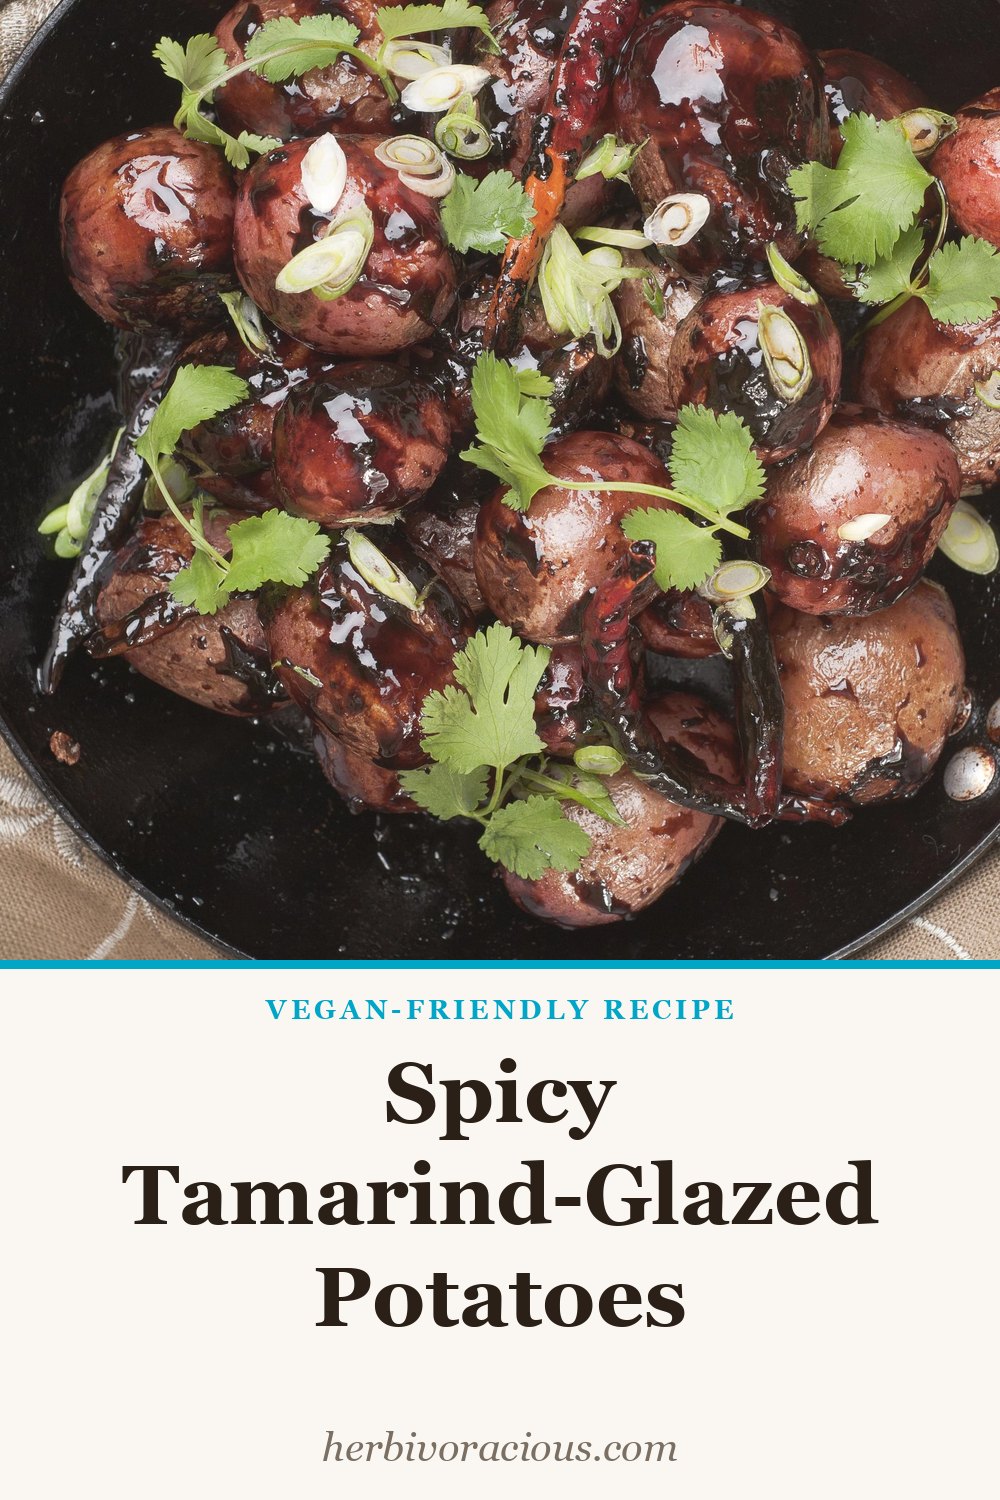 VEGAN-FRIENDLY RECIPE
Spicy
Tamarind-Glazed
Potatoes
herbivoracious.com